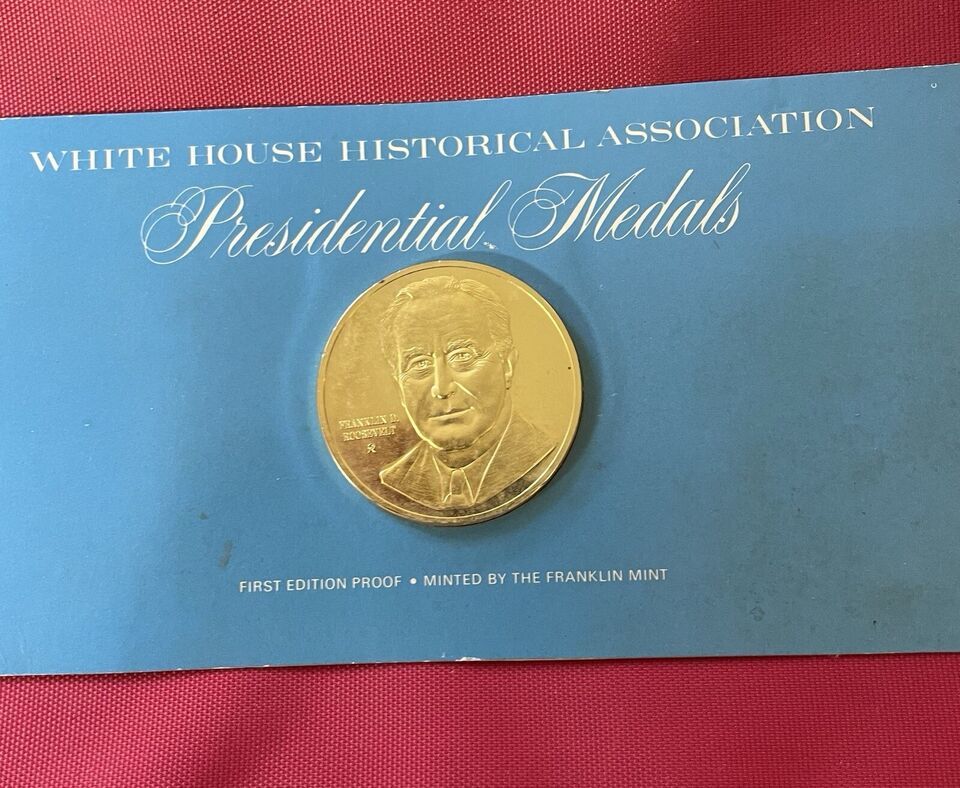 WHITE HOUSE HISTORICAL ASSOCIATION
Presidential Medals
FRANKLIN D.
ROOSEVELT
FIRST EDITION PROOF • MINTED BY THE FRANKLIN MINT